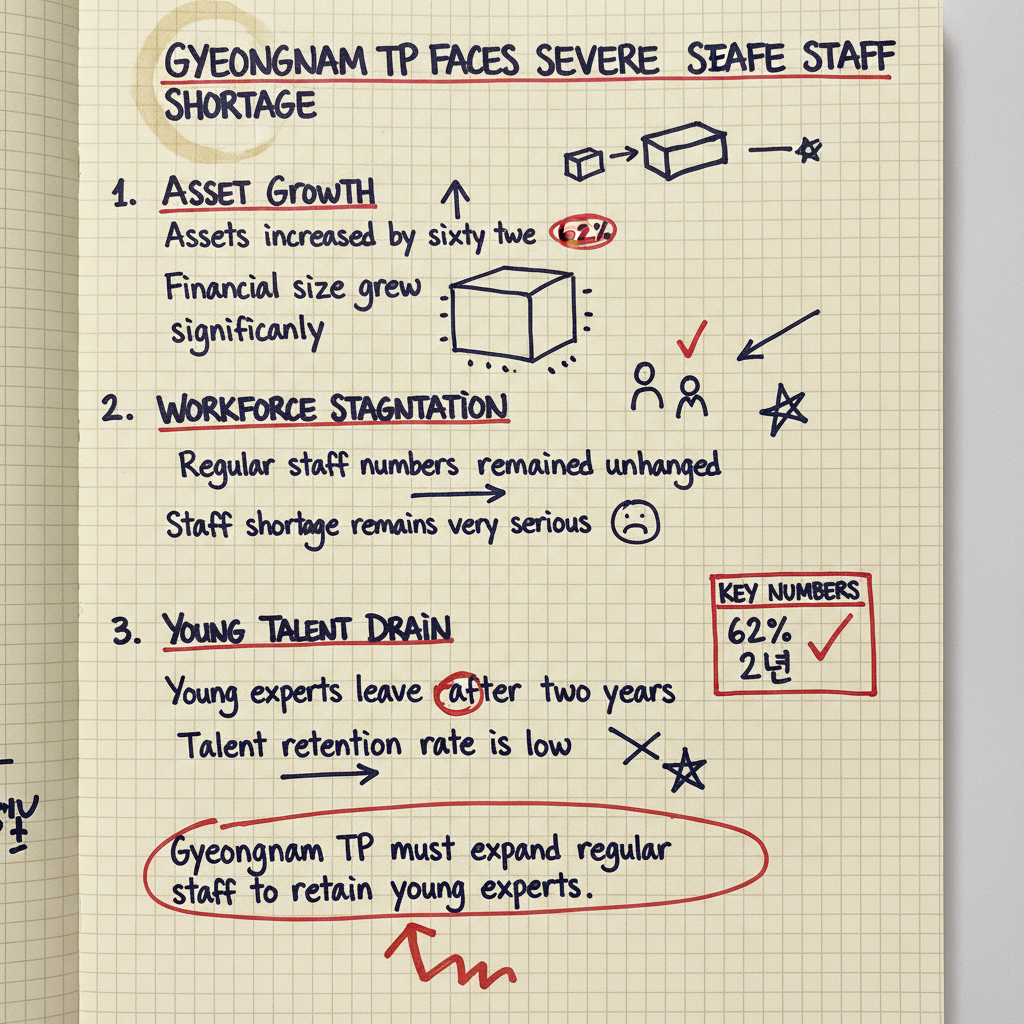 GYEONGNAM TP FACES SEVERE SEAFE STAFF
SHORTAGE
1. ASSET GROWTH
Assets increased by sixty twe 62%
Financial size grew
significanly
2. WORKFORCE STAGNTATION
Regular staff numbers remained unhanged
Staff shortage remains very serious
KEY NUMBERS
62%
2년
3. YOUNG TALENT DRAIN
Young experts leave after two years
Talent retention rate is low
Gyeongnam TP must expand regular
staff to retain young experts.